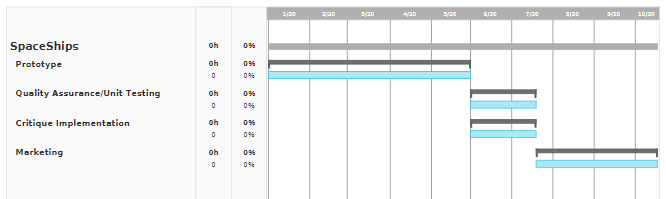 1/20 2/20 3/20 4/20 5/20 6/20 7/20 8/20 9/20 10/20
SpaceShips 0h 0%
Prototype 0h 0%
0 0%
Quality Assurance/Unit Testing 0h 0%
0 0%
Critique Implementation 0h 0%
0 0%
Marketing 0h 0%
0 0%